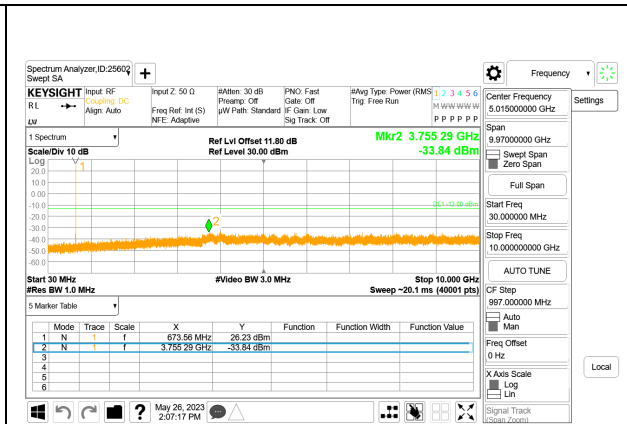 Spectrum Analyzer,ID:25602
Swept SA
+
Frequency
KEYSIGHT
RL
Input: RF
Coupling: DC
Align: Auto
Input Z: 50 Ω
Freq Ref: Int (S)
NFE: Adaptive
#Atten: 30 dB
Preamp: Off
µW Path: Standard
PNO: Fast
Gate: Off
IF Gain: Low
Sig Track: Off
#Avg Type: Power (RMS
Trig: Free Run
1 2 3 4 5 6
M W W W W W
P P P P P P
1 Spectrum
Scale/Div 10 dB
Ref Lvl Offset 11.80 dB
Ref Level 30.00 dBm
Mkr2 3.755 29 GHz
-33.84 dBm
Log
1
20.0
10.0
0.00
-10.0
DL1 -13.00 dBm
-20.0
2
-30.0
-40.0
-50.0
-60.0
Start 30 MHz
#Res BW 1.0 MHz
#Video BW 3.0 MHz
Stop 10.000 GHz
Sweep ~20.1 ms (40001 pts)
5 Marker Table
Mode Trace Scale X Y Function Function Width Function Value
1 N 1 f 673.56 MHz 26.23 dBm
2 N 1 f 3.755 29 GHz -33.84 dBm
3
4
5
6
?
May 26, 2023
2:07:17 PM
Center Frequency
5.015000000 GHz
Settings
Span
9.97000000 GHz
Swept Span
Zero Span
Full Span
Start Freq
30.000000 MHz
Stop Freq
10.000000000 GHz
AUTO TUNE
CF Step
997.000000 MHz
Auto
Man
Freq Offset
0 Hz
Local
X Axis Scale
Log
Lin
Signal Track
(Span Zoom)